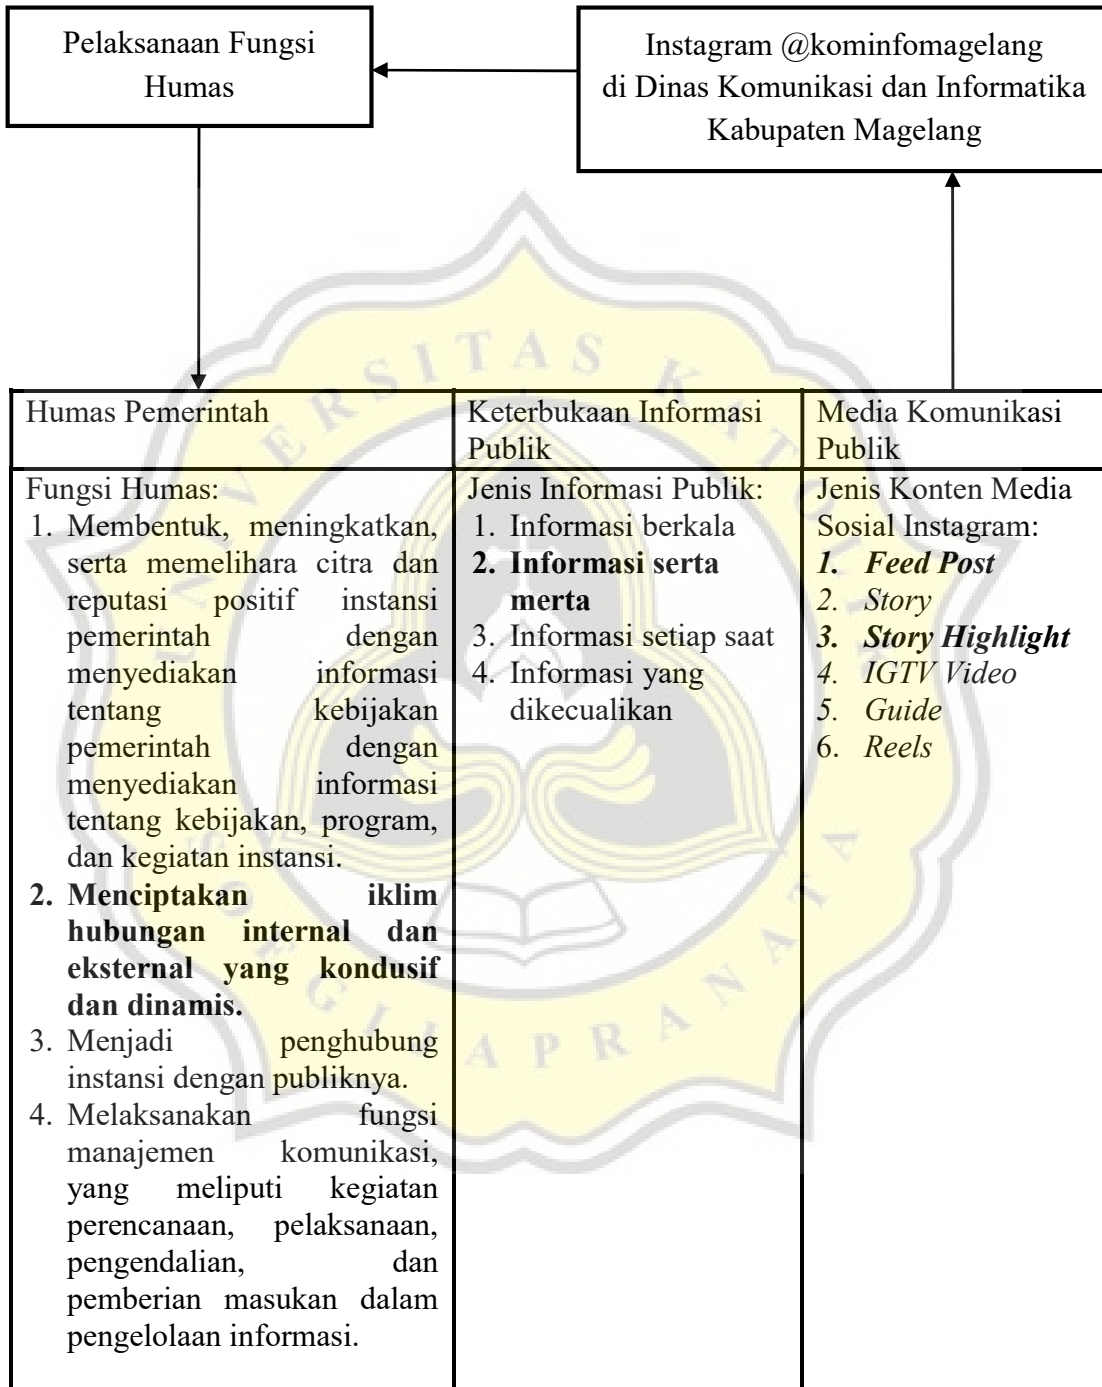 Pelaksanaan Fungsi
Humas
Instagram @kominfomagelang
di Dinas Komunikasi dan Informatika
Kabupaten Magelang
Humas Pemerintah
Keterbukaan Informasi
Publik
Media Komunikasi
Publik
Fungsi Humas:
1. Membentuk, meningkatkan,
serta memelihara citra dan
reputasi positif instansi
pemerintah dengan
menyediakan informasi
tentang kebijakan
pemerintah dengan
menyediakan informasi
tentang kebijakan, program,
dan kegiatan instansi.
2. Menciptakan iklim
hubungan internal dan
eksternal yang kondusif
dan dinamis.
3. Menjadi penghubung
instansi dengan publiknya.
4. Melaksanakan fungsi
manajemen komunikasi,
yang meliputi kegiatan
perencanaan, pelaksanaan,
pengendalian, dan
pemberian masukan dalam
pengelolaan informasi.
Jenis Informasi Publik:
1. Informasi berkala
2. Informasi serta
merta
3. Informasi setiap saat
4. Informasi yang
dikecualikan
Jenis Konten Media
Sosial Instagram:
1. Feed Post
2. Story
3. Story Highlight
4. IGTV Video
5. Guide
6. Reels
UNIVERSITAS KATOLIK
SOEGIJAPRANATA